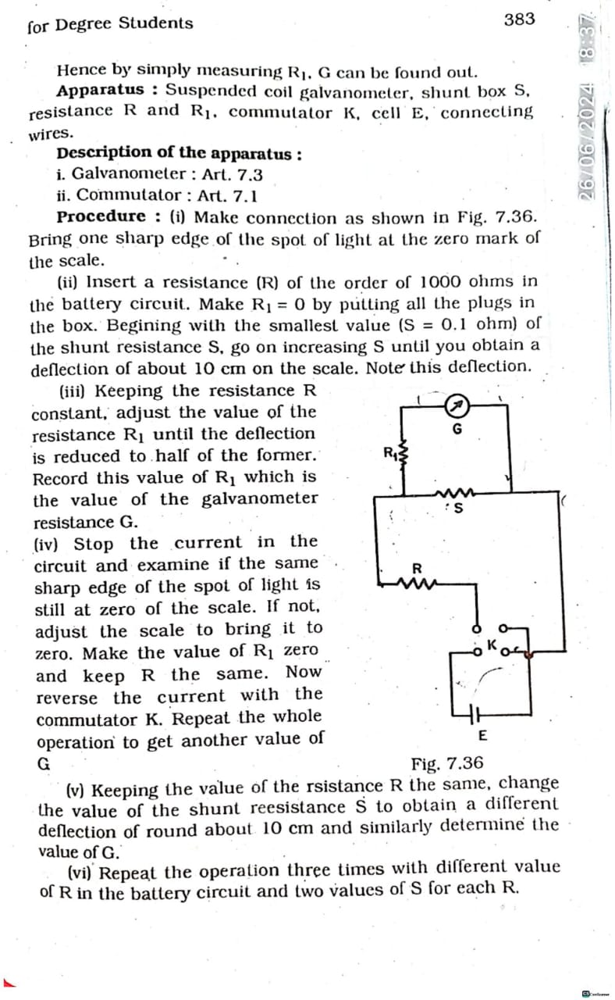 for Degree Students
383
26/06/2024 18:37
Hence by simply measuring R₁, G can be found out.
Apparatus : Suspended coil galvanometer, shunt box S,
resistance R and R₁, commutator K, cell E, connecting
wires.
Description of the apparatus :
i. Galvanometer : Art. 7.3
ii. Commutator : Art. 7.1
Procedure : (i) Make connection as shown in Fig. 7.36.
Bring one sharp edge of the spot of light at the zero mark of
the scale.
(ii) Insert a resistance (R) of the order of 1000 ohms in
the battery circuit. Make R₁ = 0 by putting all the plugs in
the box. Begining with the smallest value (S = 0.1 ohm) of
the shunt resistance S, go on increasing S until you obtain a
deflection of about 10 cm on the scale. Note this deflection.
(iii) Keeping the resistance R
constant, adjust the value of the
resistance R₁ until the deflection
is reduced to half of the former.
Record this value of R₁ which is
the value of the galvanometer
resistance G.
(iv) Stop the current in the
circuit and examine if the same
sharp edge of the spot of light is
still at zero of the scale. If not,
adjust the scale to bring it to
zero. Make the value of R₁ zero
and keep R the same. Now
reverse the current with the
commutator K. Repeat the whole
operation to get another value of
G
G
R₁
S
R
K
E
Fig. 7.36
(v) Keeping the value of the rsistance R the same, change
the value of the shunt reesistance S to obtain a different
deflection of round about 10 cm and similarly determine the
value of G.
(vi) Repeat the operation three times with different value
of R in the battery circuit and two values of S for each R.